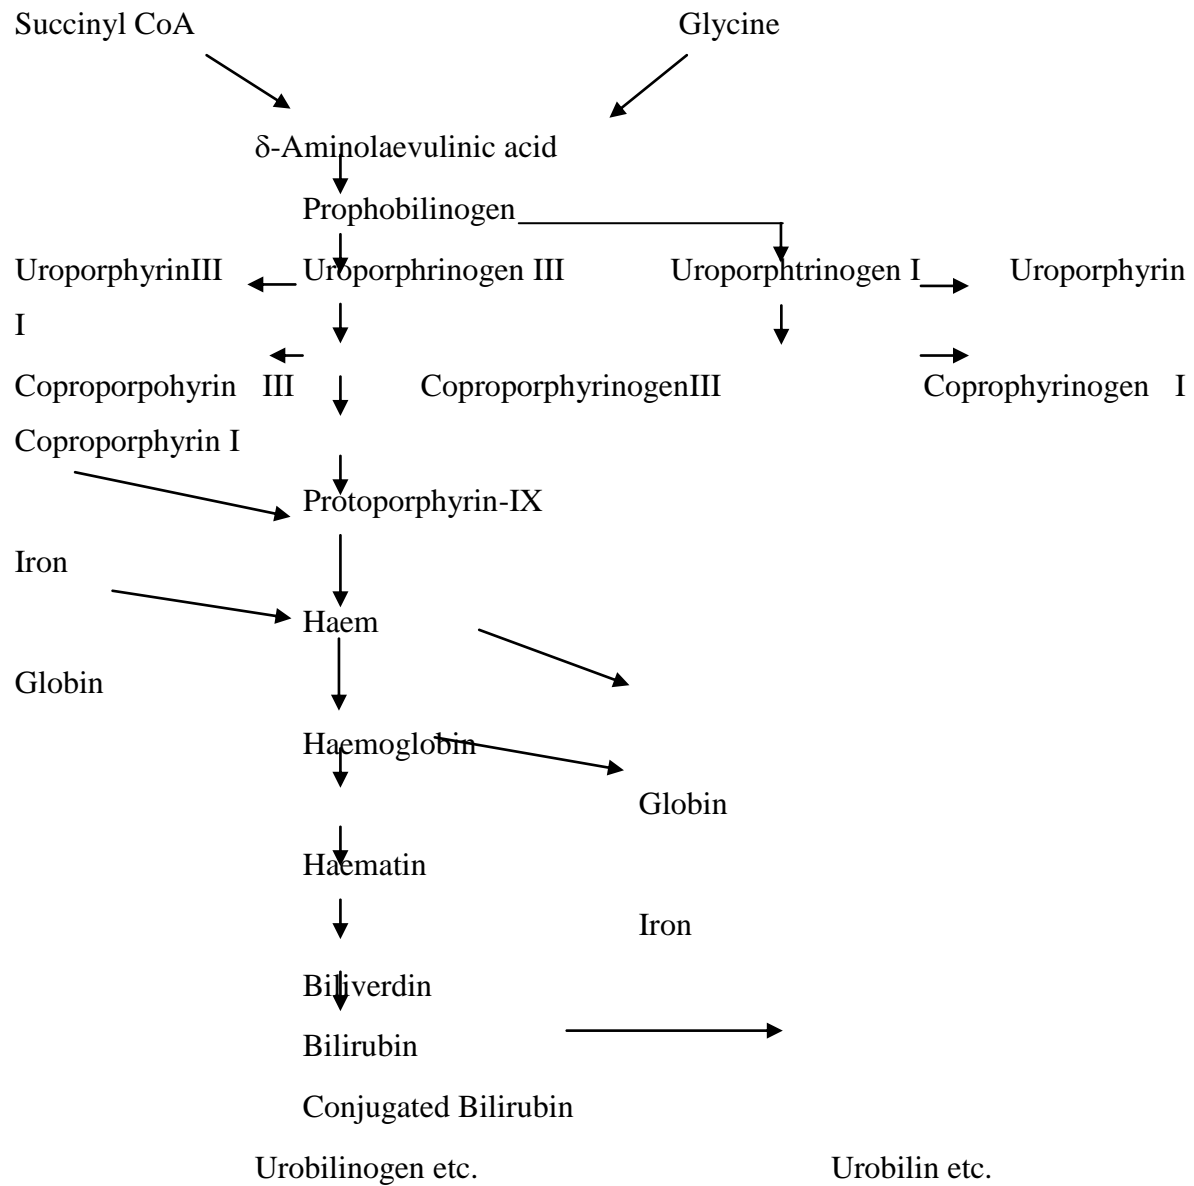 Succinyl CoA Glycine
δ-Aminolaevulinic acid
Prophobilinogen
UroporphyrinIII Uroporphrinogen III Uroporphtrinogen I Uroporphyrin
I
Coproporpohyrin III CoproporphyrinogenIII Coprophyrinogen I
Coproporphyrin I
Protoporphyrin-IX
Iron
Haem
Globin
Haemoglobin
Globin
Haematin
Iron
Biliverdin
Bilirubin
Conjugated Bilirubin
Urobilinogen etc. Urobilin etc.